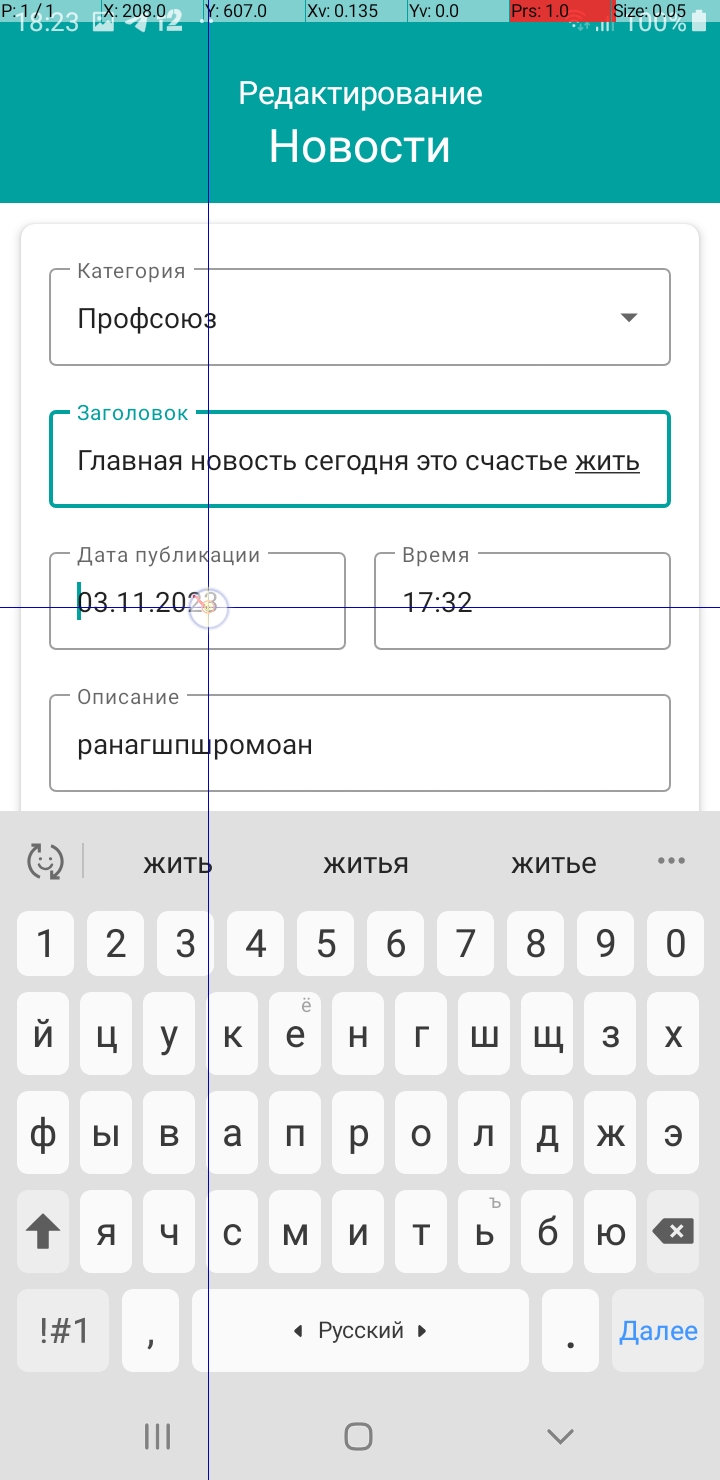 P: 1 / 1 X: 208.0 Y: 607.0 Xv: 0.135 Yv: 0.0 Prs: 1.0 Size: 0.05
18:23 100%
Редактирование
Новости
Категория
Профсоюз
Заголовок
Главная новость сегодня это счастье жить
Дата публикации Время
03.11.2023 17:32
Описание
ранагшпшромоан
жить житья житье
1 2 3 4 5 6 7 8 9 0
й ц у к е ё н г ш щ з х
ф ы в а п р о л д ж э
я ч с м и т ь ъ б ю
!#1 , Русский . Далее